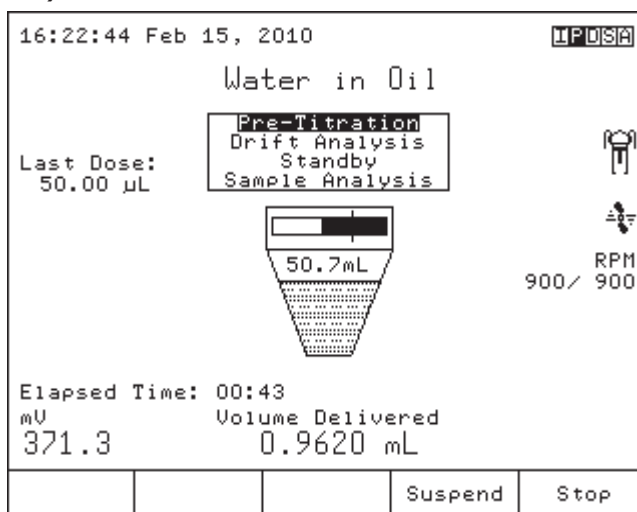 16:22:44 Feb 15, 2010 IPDSA
Water in Oil
Pre-Titration
Drift Analysis
Standby
Sample Analysis
Last Dose:
50.00 µL
50.7mL
RPM
900/ 900
Elapsed Time: 00:43
mV Volume Delivered
371.3 0.9620 mL
Suspend Stop